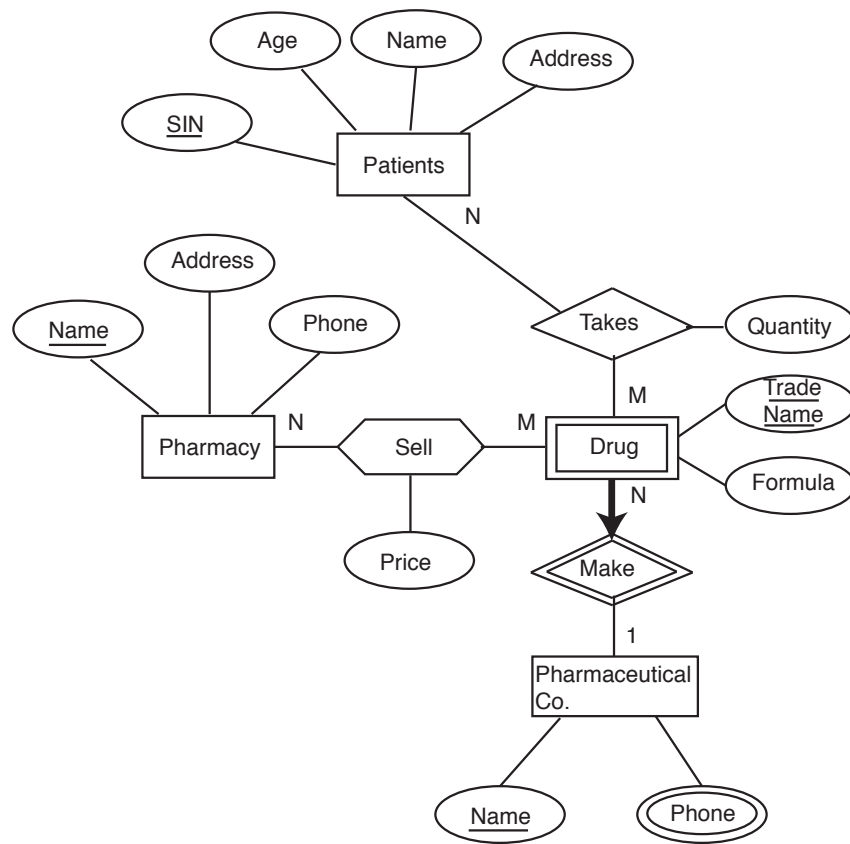 Age
Name
Address
SIN
Patients
N
Address
Name
Phone
Takes
Quantity
M
Trade
Name
N
M
Pharmacy
Sell
Drug
Formula
N
Price
Make
1
Pharmaceutical
Co.
Name
Phone